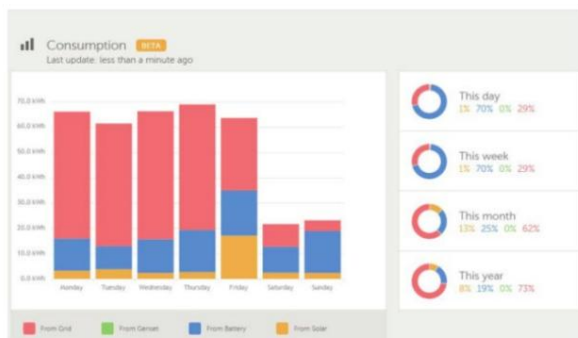 Consumption BETA
Last update: less than a minute ago
70.0 kWh
60.0 kWh
50.0 kWh
40.0 kWh
30.0 kWh
20.0 kWh
10.0 kWh
0.0 kWh
Monday Tuesday Wednesday Thursday Friday Saturday Sunday
From Grid From Genset From Battery From Solar
This day
1% 70% 0% 29%
This week
1% 70% 0% 29%
This month
13% 25% 0% 62%
This year
8% 19% 0% 73%